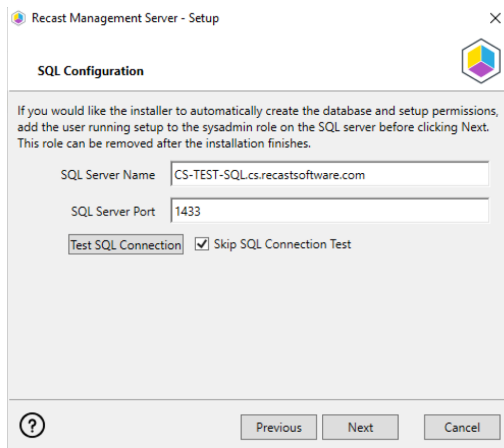 Recast Management Server - Setup
SQL Configuration
If you would like the installer to automatically create the database and setup permissions,
add the user running setup to the sysadmin role on the SQL server before clicking Next.
This role can be removed after the installation finishes.
SQL Server Name CS-TEST-SQL.cs.recastsoftware.com
SQL Server Port 1433
Test SQL Connection Skip SQL Connection Test
? Previous Next Cancel